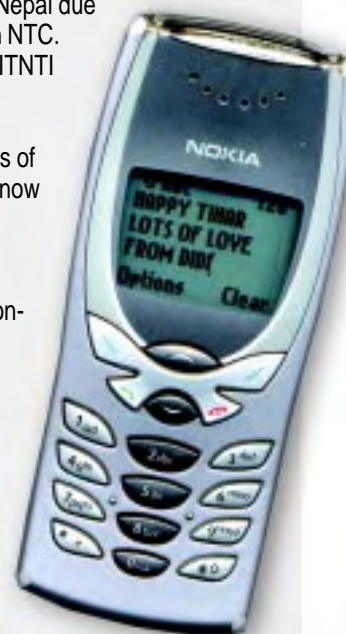 Nepal due
NTC.
ITNTI
s of
now
on-
NOKIA
HAPPY TIHAR
LOTS OF LOVE
FROM DIDI
Options Clear